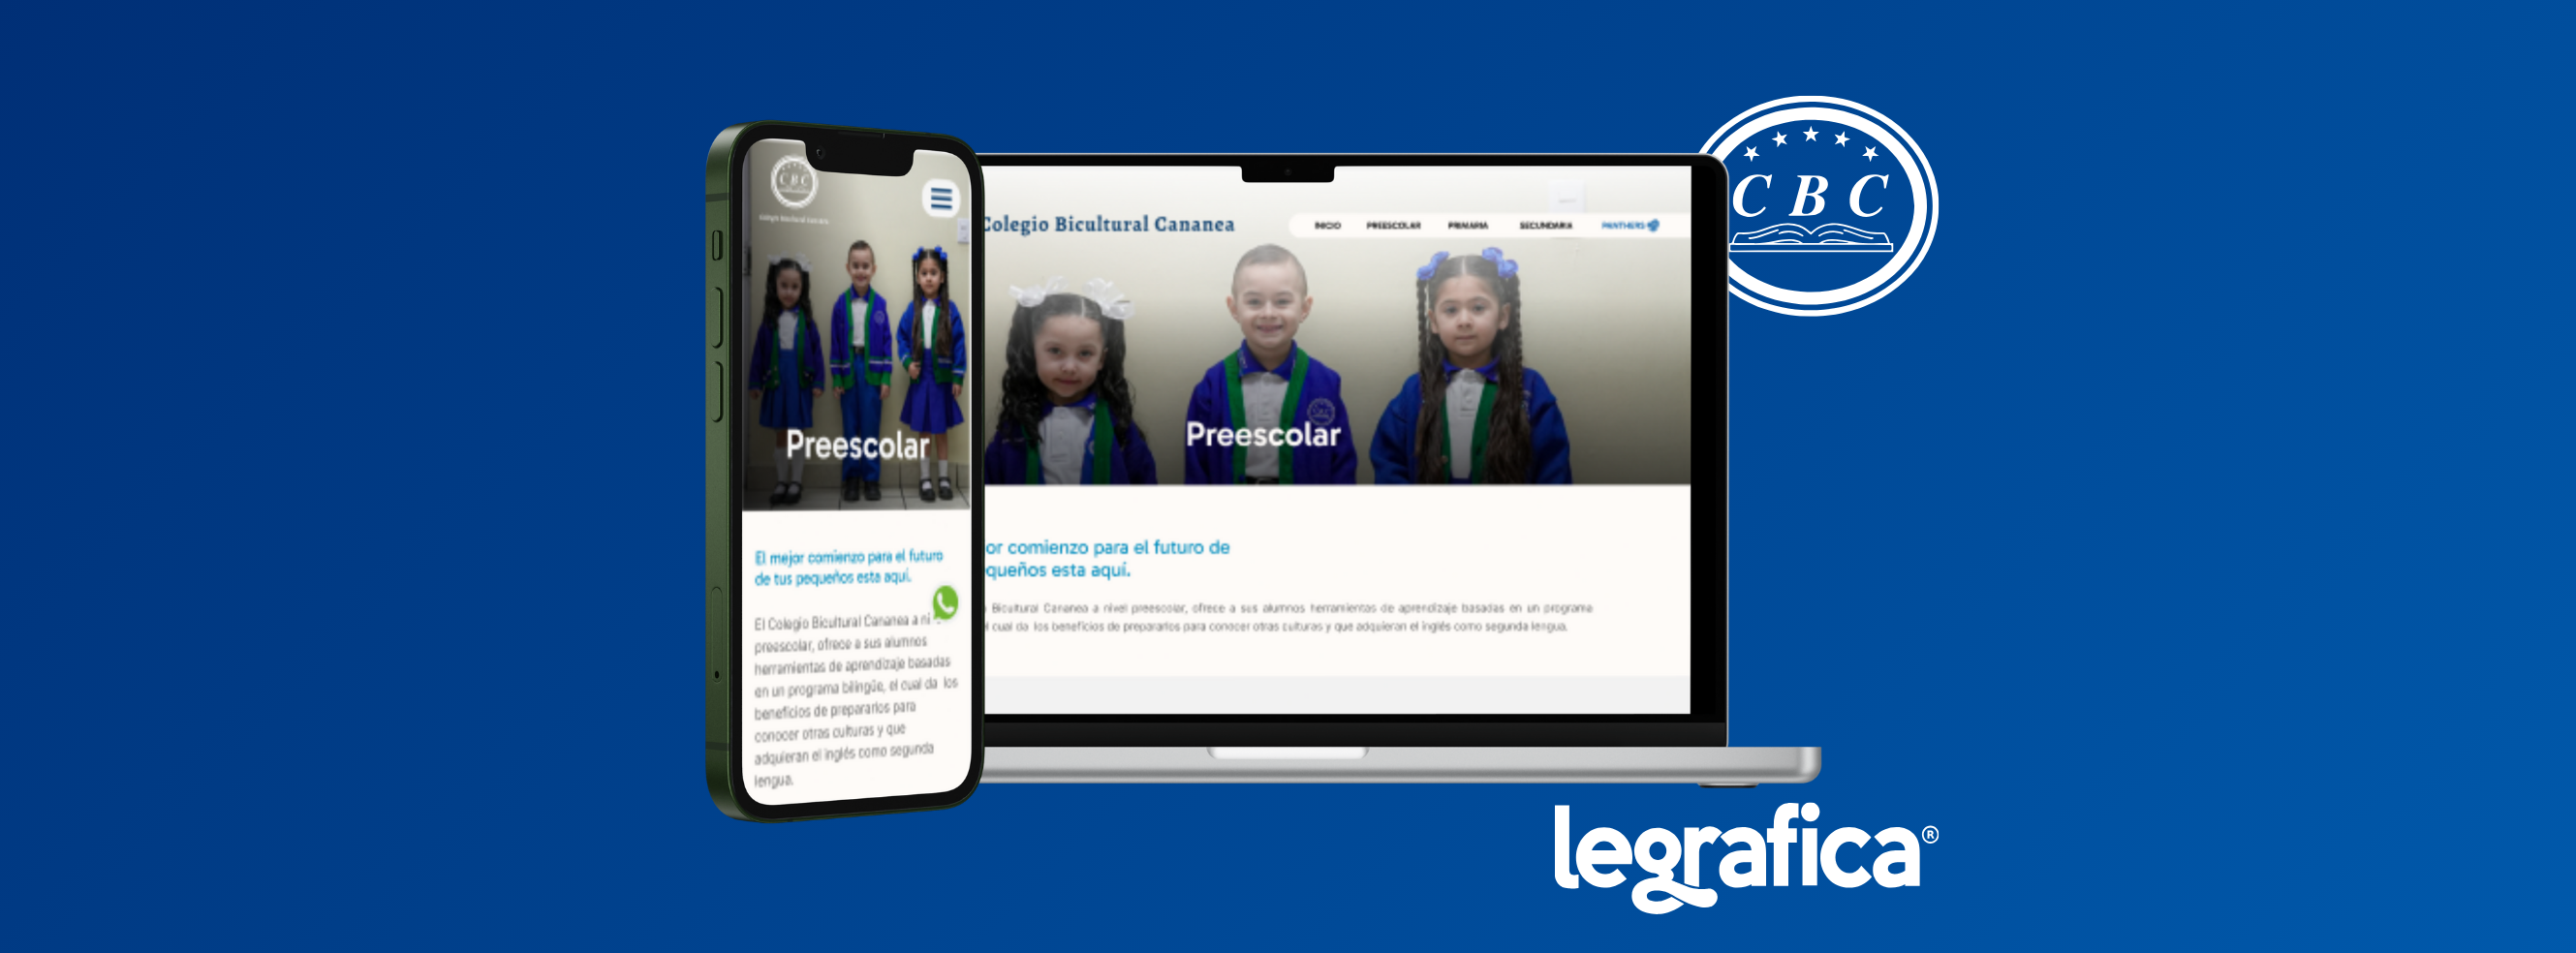 CBC
Colegio Bicultural Cananea
Preescolar
El mejor comienzo para el futuro
de tus pequeños esta aquí.
El Colegio Bicultural Cananea a ni
preescolar, ofrece a sus alumnos
herramientas de aprendizaje basadas
en un programa bilingüe, el cual da los
beneficios de prepararlos para
conocer otras culturas y que
adquieran el inglés como segunda
lengua.
Colegio Bicultural Cananea
INICIO PREESCOLAR PRIMARIA SECUNDARIA PANTHERS
Preescolar
or comienzo para el futuro de
queños esta aquí.
Bicultural Cananea a nivel preescolar, ofrece a sus alumnos herramientas de aprendizaje basadas en un programa
el cual da los beneficios de prepararlos para conocer otras culturas y que adquieran el inglés como segunda lengua.
C B C
legrafica®